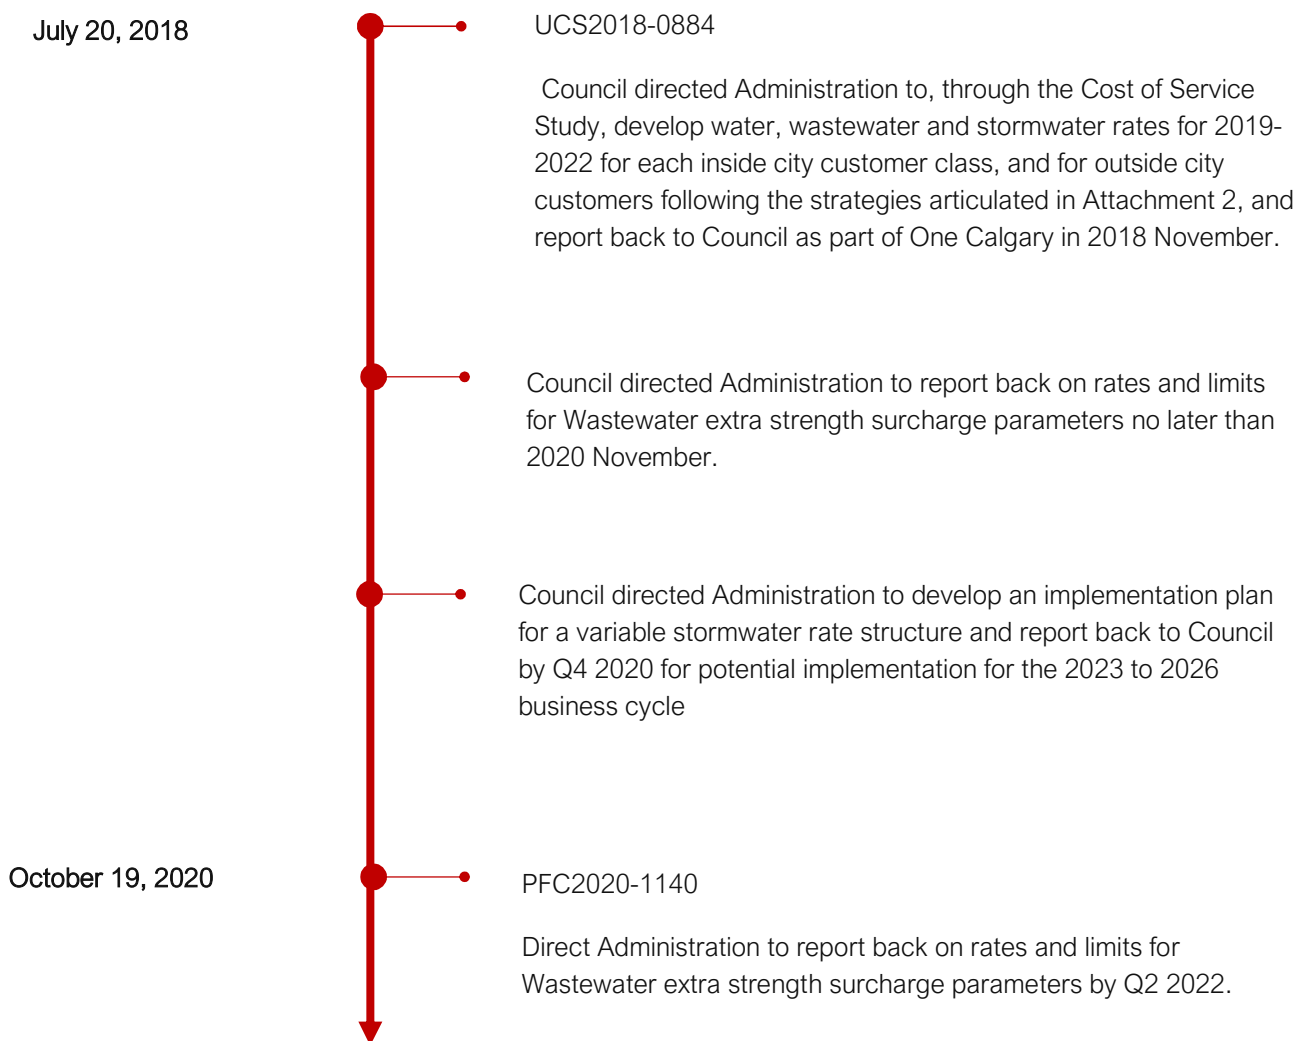 July 20, 2018
UCS2018-0884
Council directed Administration to, through the Cost of Service
Study, develop water, wastewater and stormwater rates for 2019-
2022 for each inside city customer class, and for outside city
customers following the strategies articulated in Attachment 2, and
report back to Council as part of One Calgary in 2018 November.
Council directed Administration to report back on rates and limits
for Wastewater extra strength surcharge parameters no later than
2020 November.
Council directed Administration to develop an implementation plan
for a variable stormwater rate structure and report back to Council
by Q4 2020 for potential implementation for the 2023 to 2026
business cycle
October 19, 2020
PFC2020-1140
Direct Administration to report back on rates and limits for
Wastewater extra strength surcharge parameters by Q2 2022.